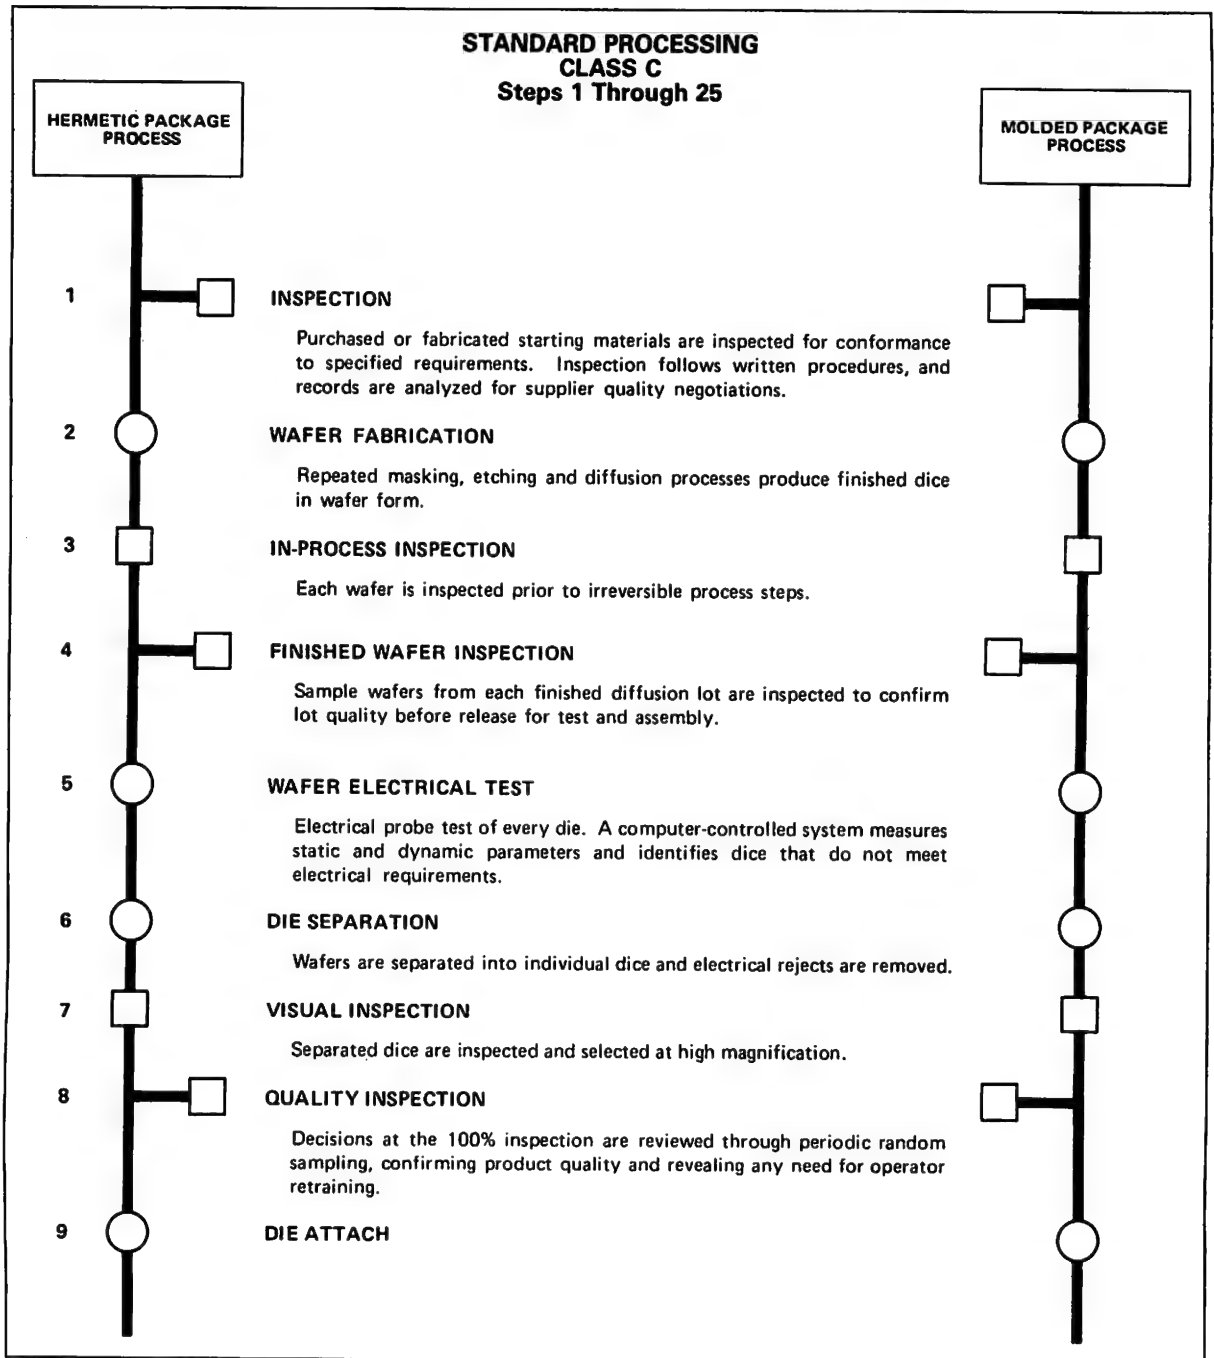 STANDARD PROCESSING
CLASS C
Steps 1 Through 25
HERMETIC PACKAGE
PROCESS
MOLDED PACKAGE
PROCESS
1
INSPECTION
Purchased or fabricated starting materials are inspected for conformance
to specified requirements. Inspection follows written procedures, and
records are analyzed for supplier quality negotiations.
2
WAFER FABRICATION
Repeated masking, etching and diffusion processes produce finished dice
in wafer form.
3
IN-PROCESS INSPECTION
Each wafer is inspected prior to irreversible process steps.
4
FINISHED WAFER INSPECTION
Sample wafers from each finished diffusion lot are inspected to confirm
lot quality before release for test and assembly.
5
WAFER ELECTRICAL TEST
Electrical probe test of every die. A computer-controlled system measures
static and dynamic parameters and identifies dice that do not meet
electrical requirements.
6
DIE SEPARATION
Wafers are separated into individual dice and electrical rejects are removed.
7
VISUAL INSPECTION
Separated dice are inspected and selected at high magnification.
8
QUALITY INSPECTION
Decisions at the 100% inspection are reviewed through periodic random
sampling, confirming product quality and revealing any need for operator
retraining.
9
DIE ATTACH